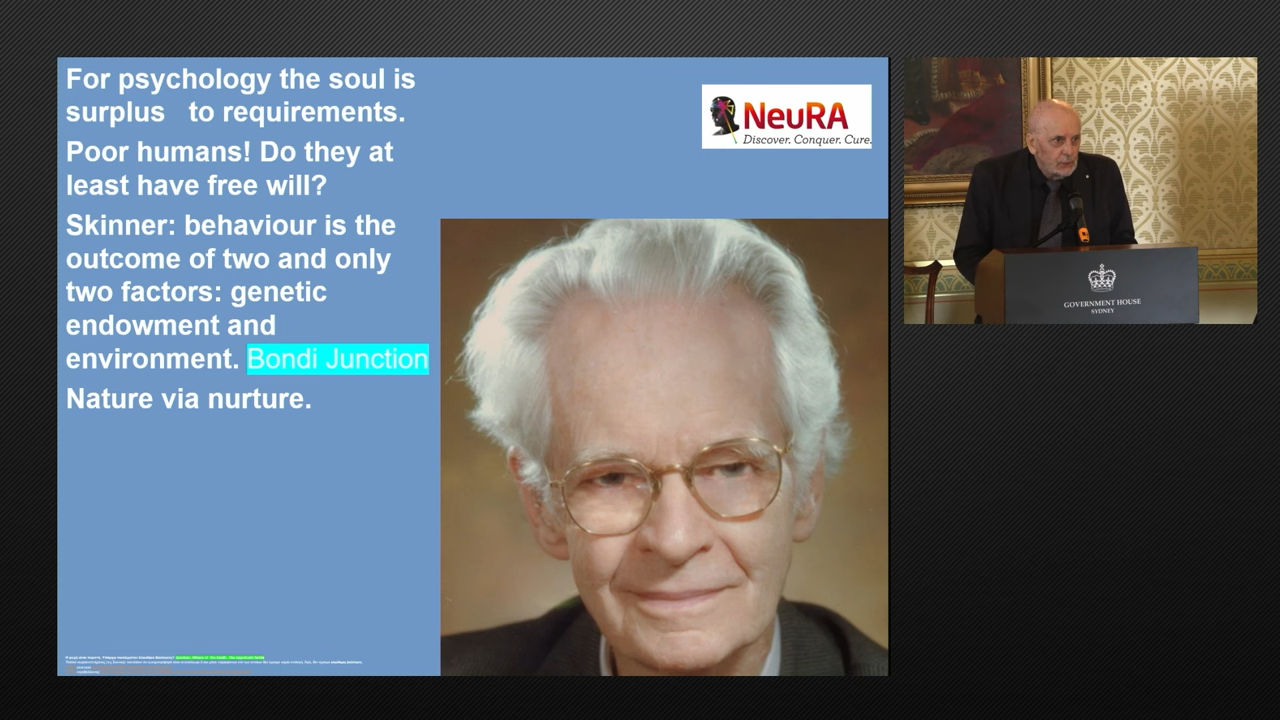 For psychology the soul is
surplus to requirements.
Poor humans! Do they at
least have free will?
Skinner: behaviour is the
outcome of two and only
two factors: genetic
endowment and
environment. Bondi Junction
Nature via nurture.
NeuRA
Discover. Conquer. Cure.
GOVERNMENT HOUSE
SYDNEY